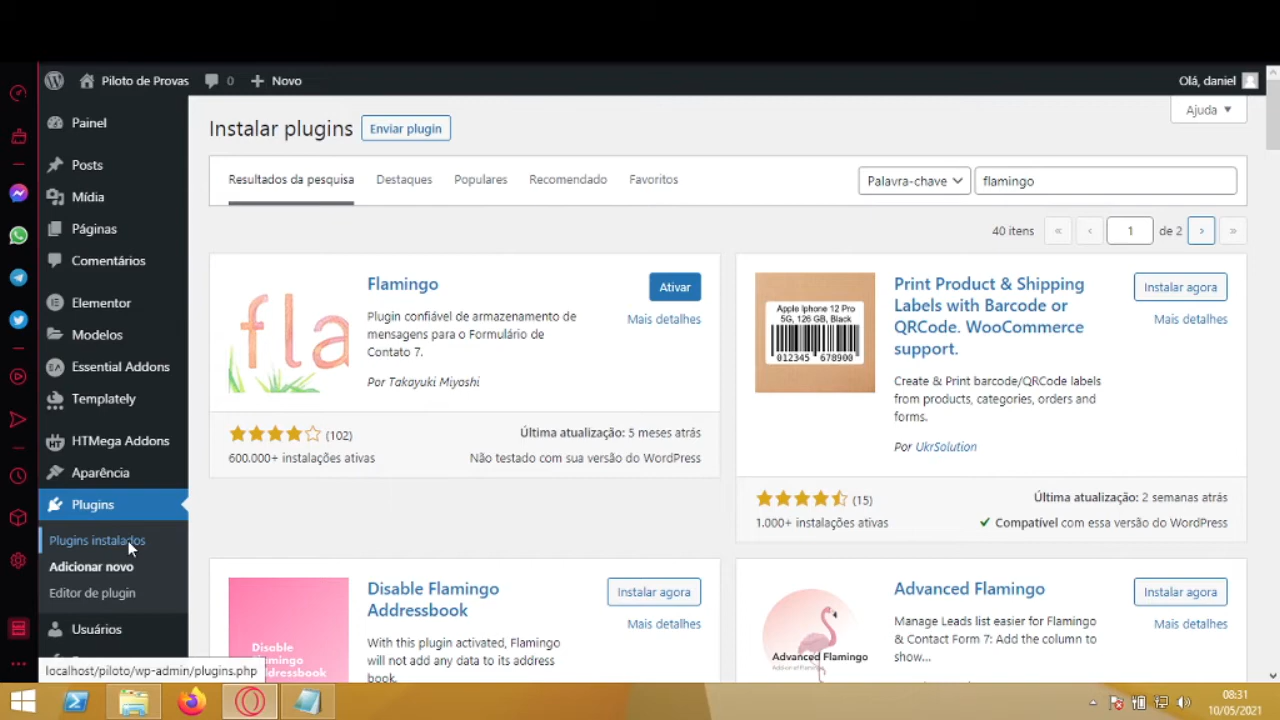 Piloto de Provas
0
Novo
Olá, daniel
Ajuda
Painel
Posts
Mídia
Páginas
Comentários
Elementor
Modelos
Essential Addons
Templately
HTMega Addons
Aparência
Plugins
Plugins instalados
Adicionar novo
Editor de plugin
Usuários
Instalar plugins
Enviar plugin
Resultados da pesquisa
Destaques
Populares
Recomendado
Favoritos
Palavra-chave
flamingo
40 itens
«
‹
1
de 2
›
»
fla
Flamingo
Ativar
Mais detalhes
Plugin confiável de armazenamento de
mensagens para o Formulário de
Contato 7.
Por Takayuki Miyoshi
(102)
600.000+ instalações ativas
Última atualização: 5 meses atrás
Não testado com sua versão do WordPress
Apple Iphone 12 Pro
5G, 128 GB, Black
012345 678900
Print Product & Shipping
Labels with Barcode or
QRCode. WooCommerce
support.
Instalar agora
Mais detalhes
Create & Print barcode/QRCode labels
from products, categories, orders and
forms.
Por UkrSolution
(15)
1.000+ instalações ativas
Última atualização: 2 semanas atrás
Compatível com essa versão do WordPress
Disable
Flamingo
Addressbook
Disable Flamingo
Addressbook
Instalar agora
Mais detalhes
With this plugin activated, Flamingo
will not add any data to its address
book.
Advanced Flamingo
Advanced Flamingo
Instalar agora
Mais detalhes
Manage Leads list easier for Flamingo
& Contact Form 7: Add the column to
show...
localhost/piloto/wp-admin/plugins.php
08:31
10/05/2021